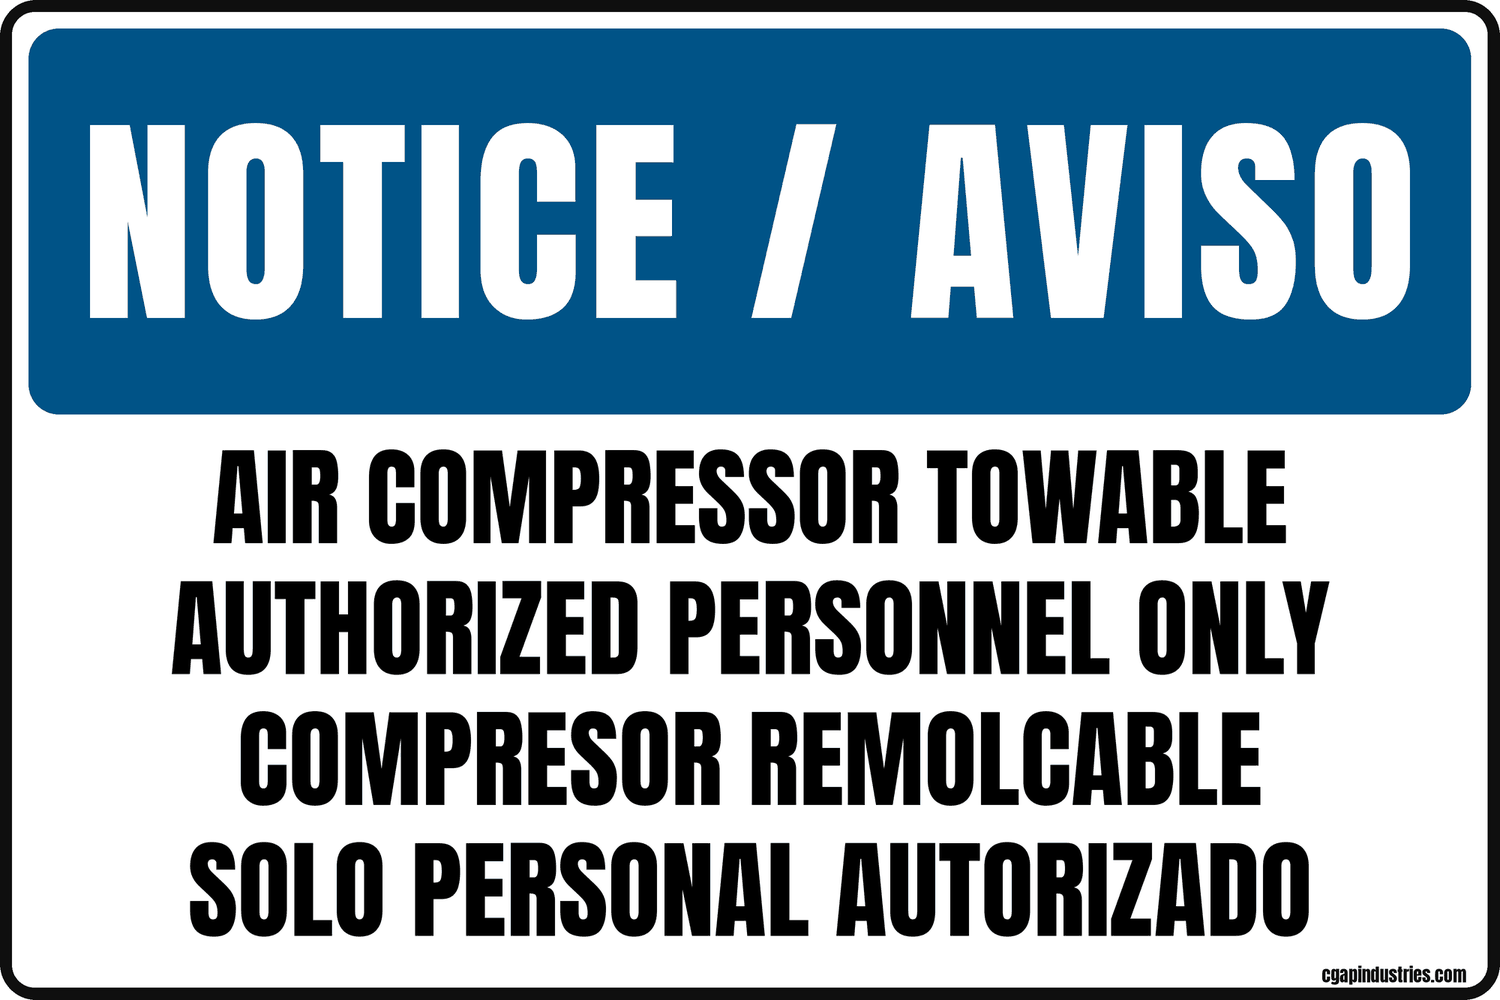 NOTICE / AVISO
AIR COMPRESSOR TOWABLE
AUTHORIZED PERSONNEL ONLY
COMPRESOR REMOLCABLE
SOLO PERSONAL AUTORIZADO
cgapindustries.com